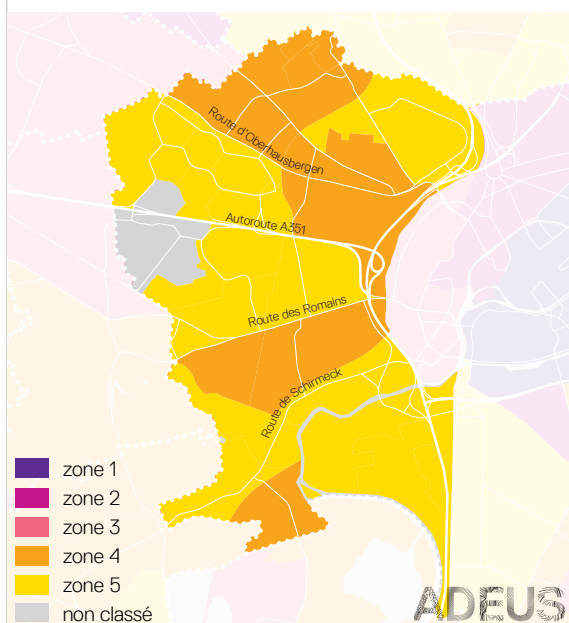 Route d'Oberhausbergen
Autoroute A351
Route des Romains
Route de Schirmeck
zone 1
zone 2
zone 3
zone 4
zone 5
non classé
ADEUS